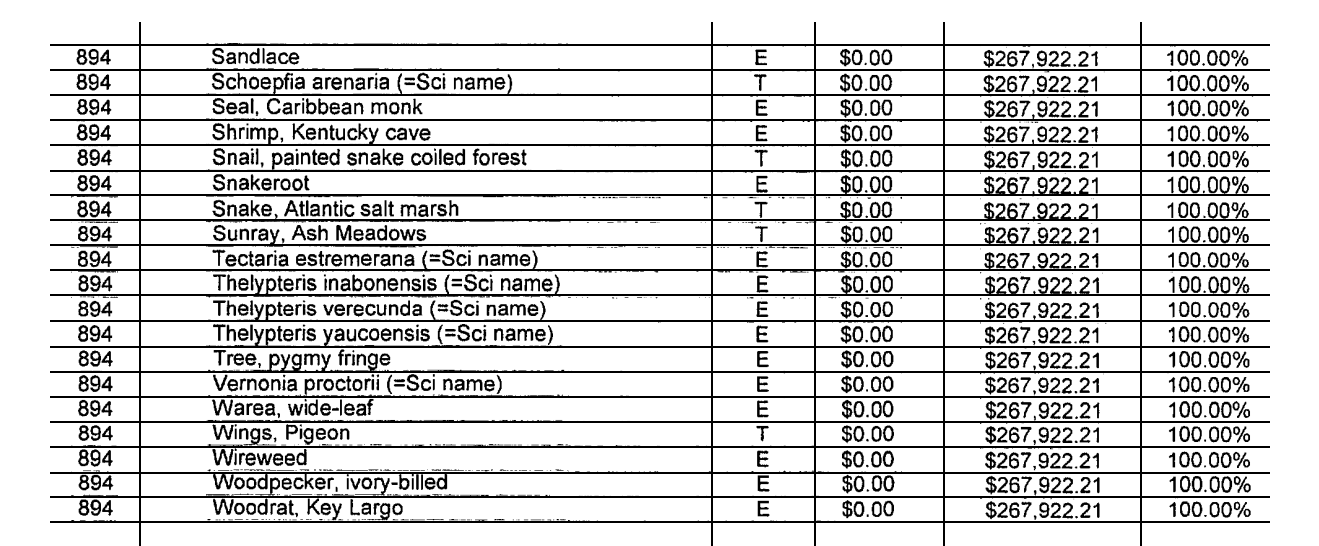 894 Sandlace E $0.00 $267,922.21 100.00%
894 Schoepfia arenaria (=Sci name) T $0.00 $267,922.21 100.00%
894 Seal, Caribbean monk E $0.00 $267,922.21 100.00%
894 Shrimp, Kentucky cave E $0.00 $267,922.21 100.00%
894 Snail, painted snake coiled forest T $0.00 $267,922.21 100.00%
894 Snakeroot E $0.00 $267,922.21 100.00%
894 Snake, Atlantic salt marsh T $0.00 $267,922.21 100.00%
894 Sunray, Ash Meadows T $0.00 $267,922.21 100.00%
894 Tectaria estremerana (=Sci name) E $0.00 $267,922.21 100.00%
894 Thelypteris inabonensis (=Sci name) E $0.00 $267,922.21 100.00%
894 Thelypteris verecunda (=Sci name) E $0.00 $267,922.21 100.00%
894 Thelypteris yaucoensis (=Sci name) E $0.00 $267,922.21 100.00%
894 Tree, pygmy fringe E $0.00 $267,922.21 100.00%
894 Vernonia proctorii (=Sci name) E $0.00 $267,922.21 100.00%
894 Warea, wide-leaf E $0.00 $267,922.21 100.00%
894 Wings, Pigeon T $0.00 $267,922.21 100.00%
894 Wireweed E $0.00 $267,922.21 100.00%
894 Woodpecker, ivory-billed E $0.00 $267,922.21 100.00%
894 Woodrat, Key Largo E $0.00 $267,922.21 100.00%